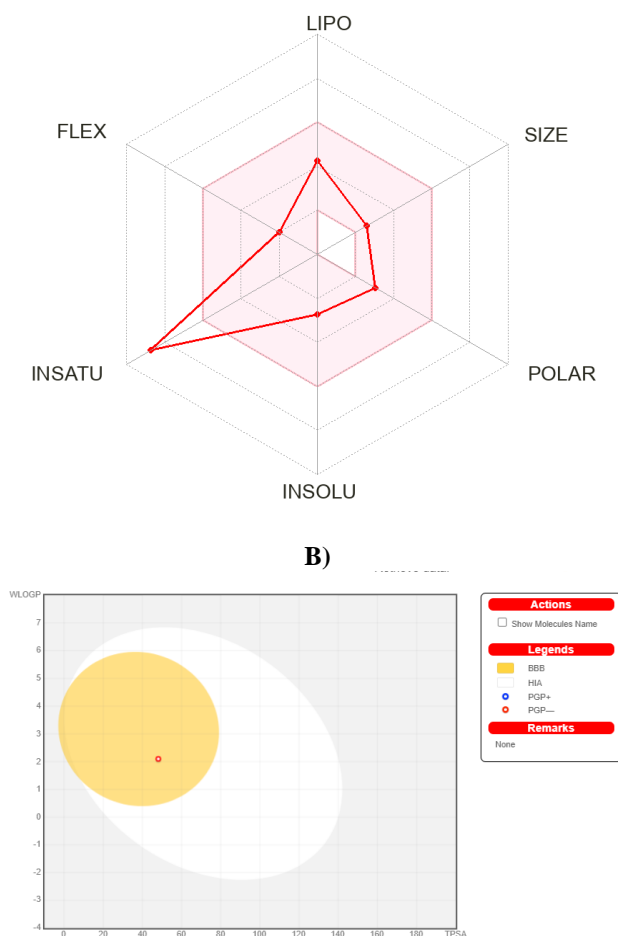 LIPO
FLEX
SIZE
INSATU
POLAR
INSOLU
B)
WLOGP
7
6
5
4
3
2
1
0
-1
-2
-3
-4
0 20 40 60 80 100 120 140 160 180 TPSA
Actions
Show Molecules Name
Legends
BBB
HIA
PGP+
PGP—
Remarks
None